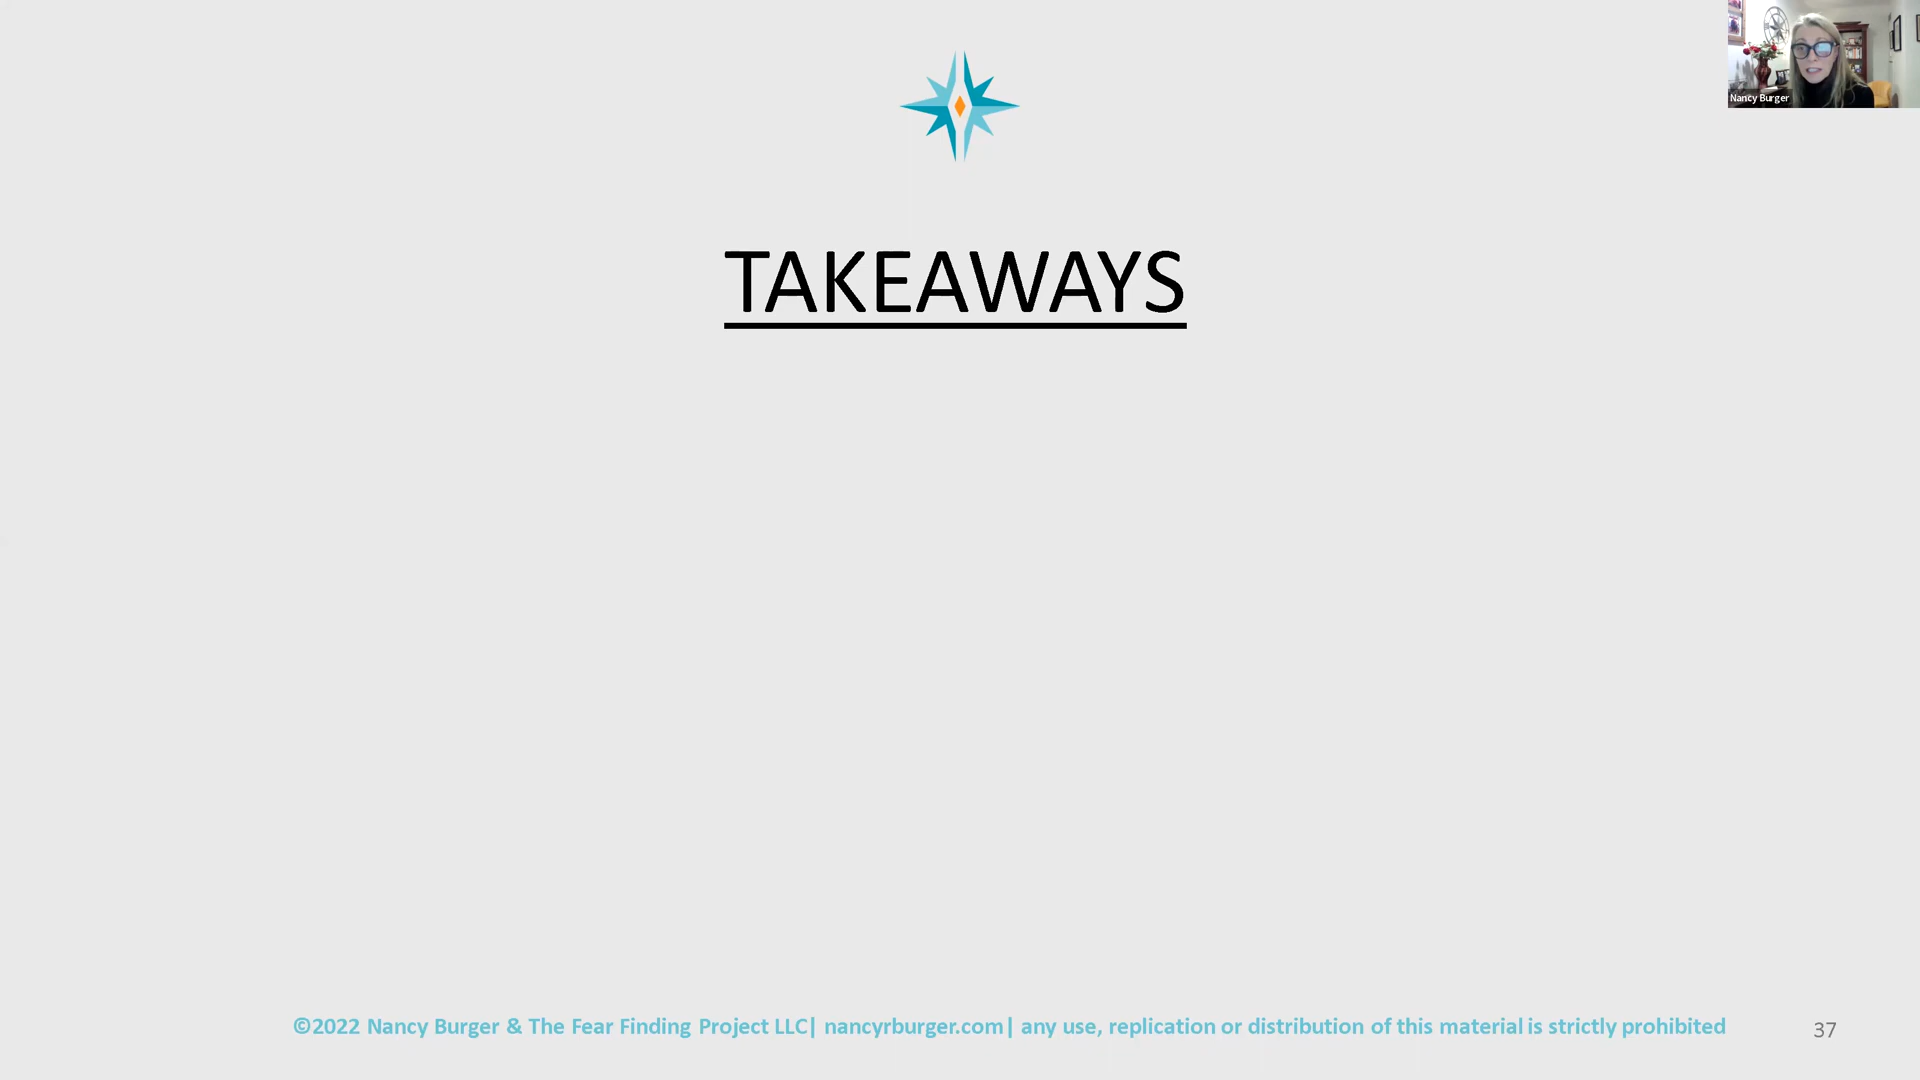 Nancy Burger
TAKEAWAYS
©2022 Nancy Burger & The Fear Finding Project LLC| nancyrburger.com| any use, replication or distribution of this material is strictly prohibited
37